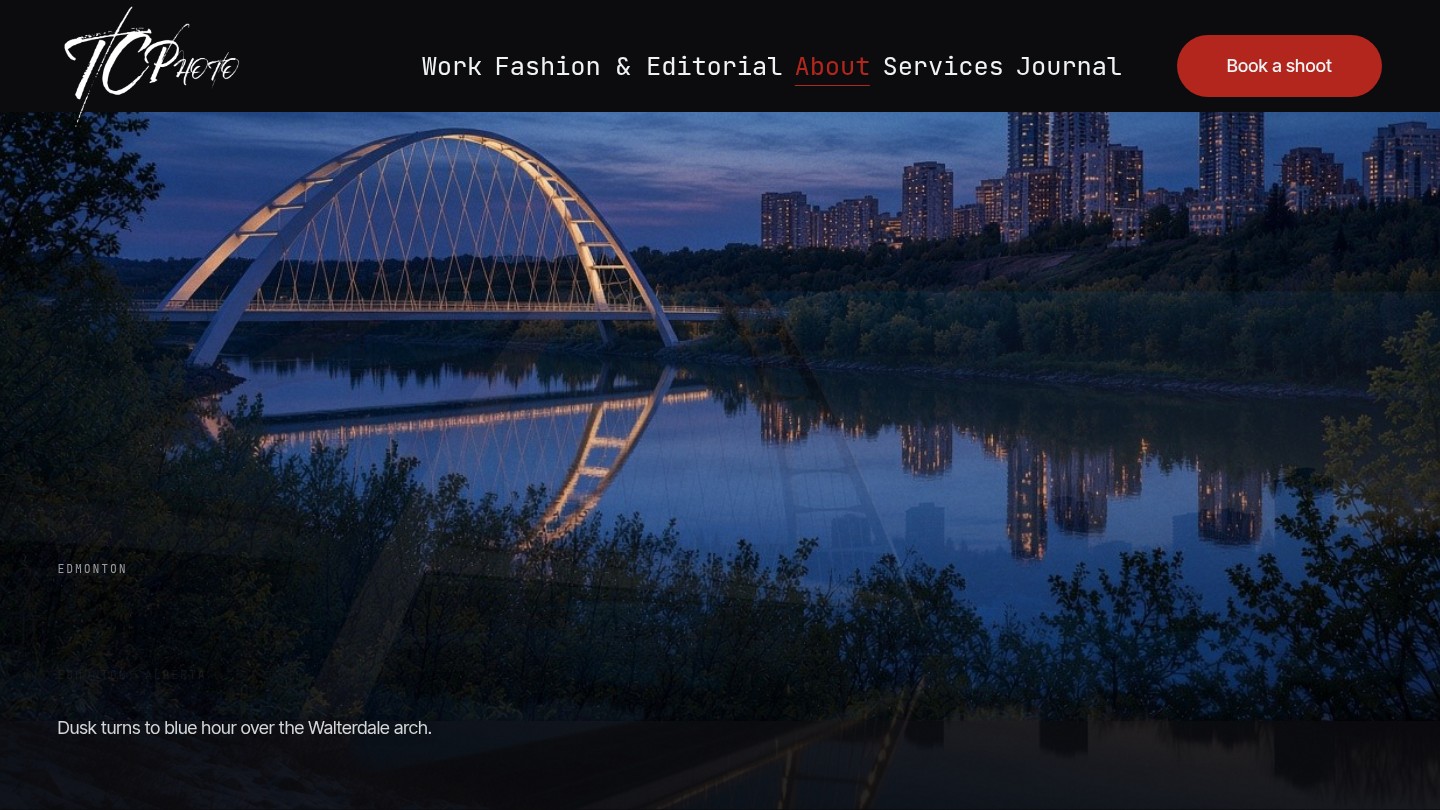 TCPHOTO
Work Fashion & Editorial About Services Journal
Book a shoot
EDMONTON
Dusk turns to blue hour over the Walterdale arch.